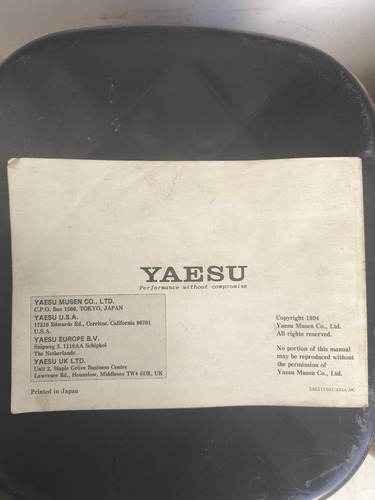 YAESU
Performance without compromise
YAESU MUSEN CO., LTD.
C.P.O. Box 1500, TOKYO, JAPAN
YAESU U.S.A.
17210 Edwards Rd., Cerritos, California 90701
U.S.A.
YAESU EUROPE B.V.
Snipweg 3. 1118AA Schiphol
The Netherlands
YAESU UK LTD.
Unit 2, Maple Grove Business Centre
Lawrence Rd., Hounslow, Middlesex TW4 6DR, UK
Printed in Japan
Copyright 1994
Yaesu Musen Co., Ltd.
All rights reserved.
No portion of this manual
may be reproduced without
the permission of
Yaesu Musen Co., Ltd.